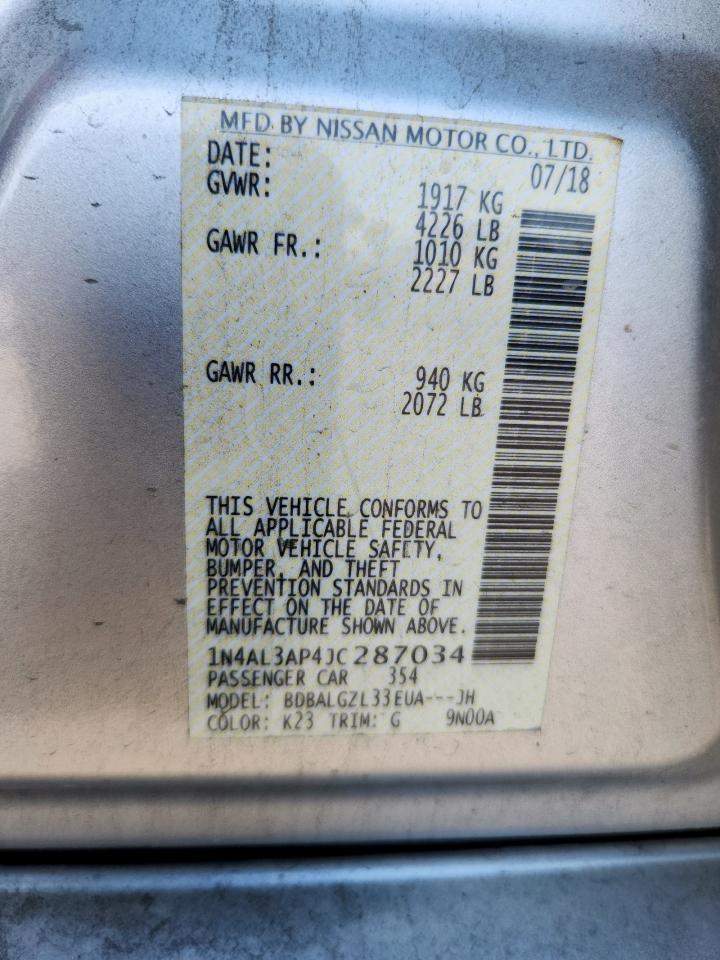 MFD BY NISSAN MOTOR CO., LTD.
DATE: 07/18
GVWR: 1917 KG
4226 LB
GAWR FR.: 1010 KG
2227 LB
GAWR RR.: 940 KG
2072 LB
THIS VEHICLE CONFORMS TO
ALL APPLICABLE FEDERAL
MOTOR VEHICLE SAFETY,
BUMPER, AND THEFT
PREVENTION STANDARDS IN
EFFECT ON THE DATE OF
MANUFACTURE SHOWN ABOVE.
1N4AL3AP4JC287034
PASSENGER CAR 354
MODEL: BDBALGZL33EUA---JH
COLOR: K23 TRIM: G 9N00A